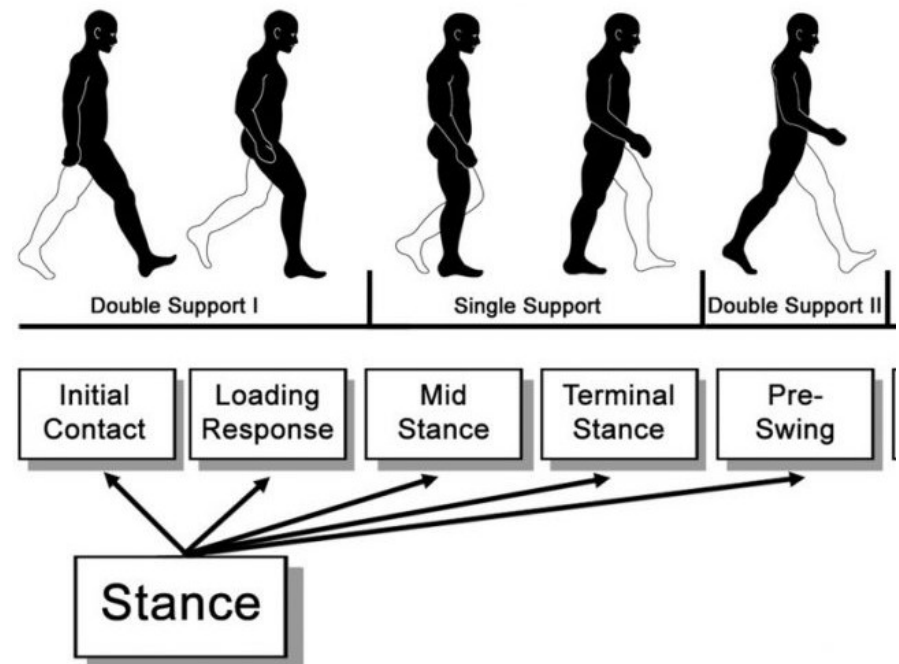 Double Support I
Single Support
Double Support II
Initial
Contact
Loading
Response
Mid
Stance
Terminal
Stance
Pre-
Swing
Stance